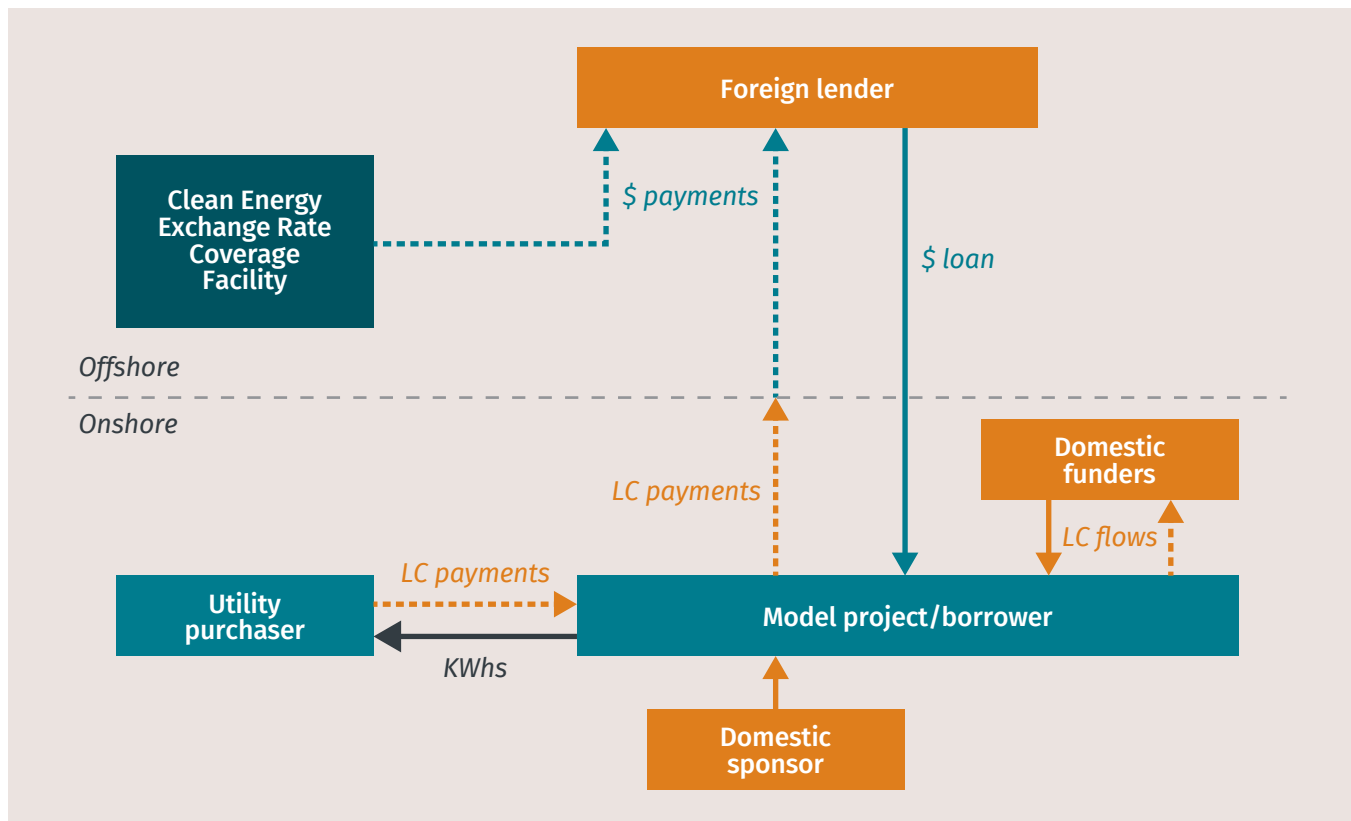 Foreign lender
Clean Energy
Exchange Rate
Coverage
Facility
$ payments
$ loan
Offshore
Onshore
Domestic
funders
LC payments
LC flows
LC payments
Utility
purchaser
Model project/borrower
KWhs
Domestic
sponsor